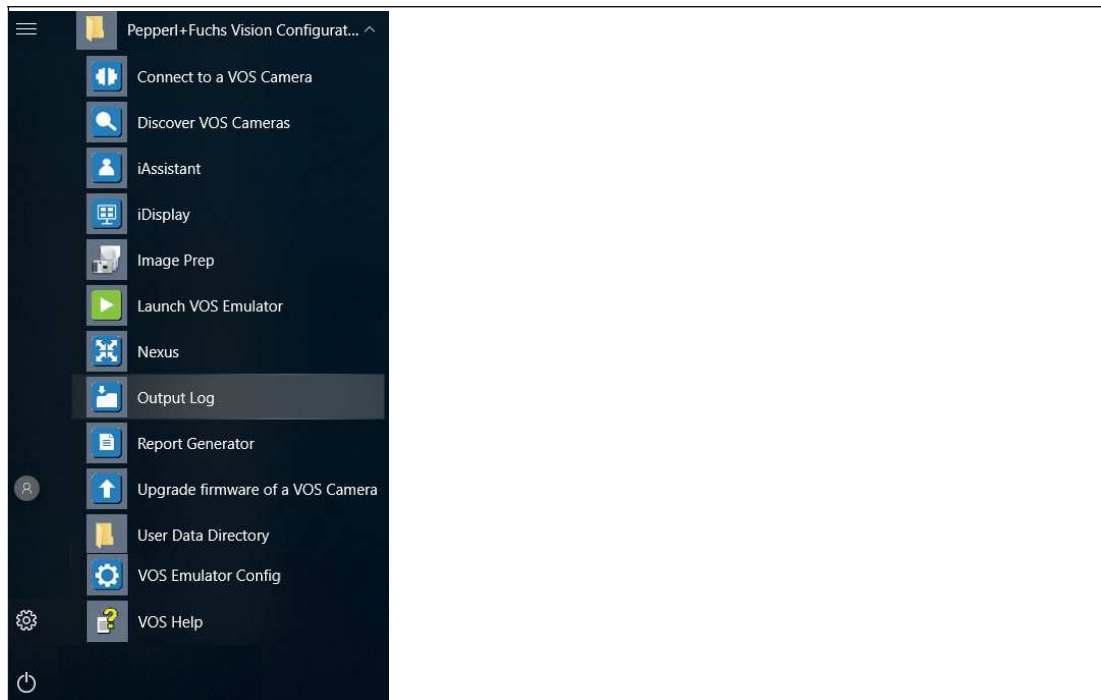 Pepperl+Fuchs Vision Configurat...
Connect to a VOS Camera
Discover VOS Cameras
iAssistant
iDisplay
Image Prep
Launch VOS Emulator
Nexus
Output Log
Report Generator
Upgrade firmware of a VOS Camera
User Data Directory
VOS Emulator Config
VOS Help